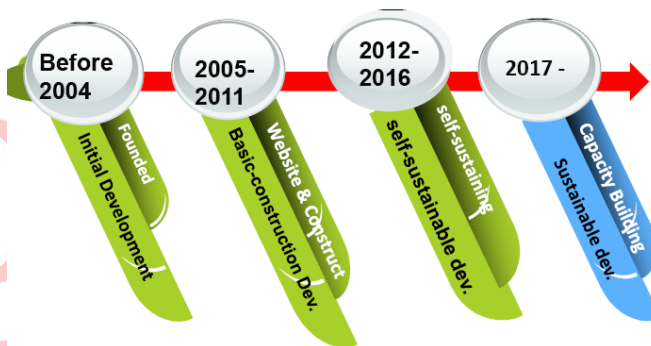 Before
2004
Founded
Initial Development
2005-
2011
Website & Construct
Basic-construction Dev.
2012-
2016
self-sustaining
self-sustainable dev.
2017 -
Capacity Building
Sustainable dev.